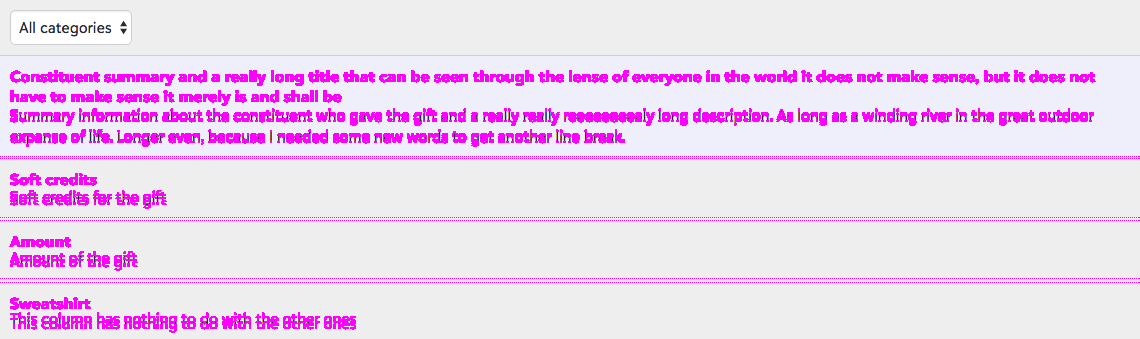 All categories
Constituent summary and a really long title that can be seen through the lense of everyone in the world it does not make sense, but it does not
have to make sense it merely is and shall be
Summary information about the constituent who gave the gift and a really really reeeeeeeealy long description. As long as a winding river in the great outdoor
expanse of life. Longer even, because I needed some new words to get another line break.
Soft credits
Soft credits for the gift
Amount
Amount of the gift
Sweatshirt
This column has nothing to do with the other ones